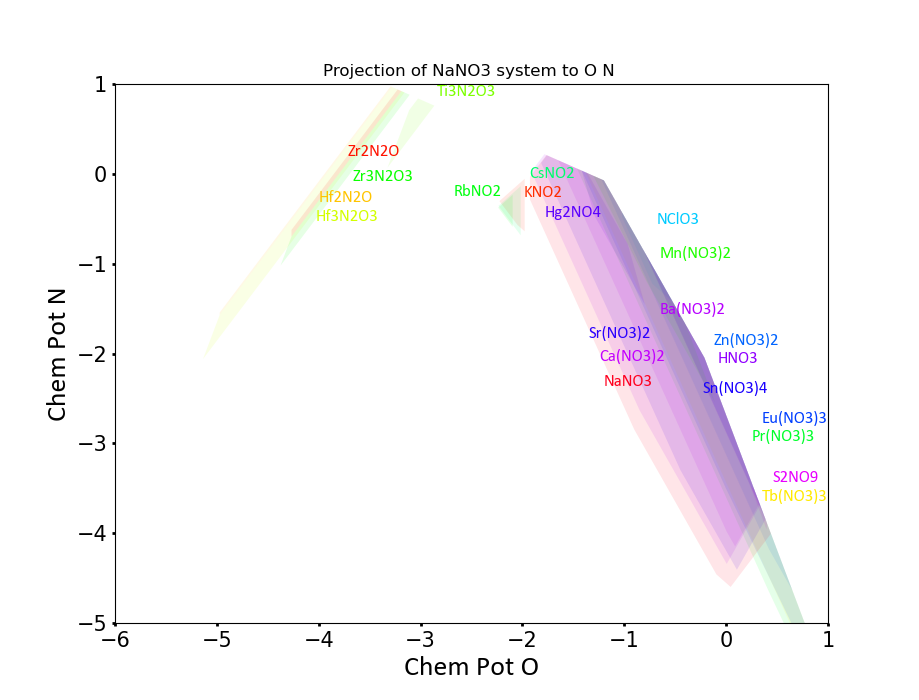 Projection of NaNO3 system to O N
1
Ti3N2O3
Zr2N2O
0
CsNO2
Zr3N2O3
RbNO2
KNO2
Hf2N2O
Hg2NO4
Hf3N2O3
NClO3
Mn(NO3)2
−1
Ba(NO3)2
Sr(NO3)2
Zn(NO3)2
Ca(NO3)2
HNO3
−2
NaNO3
Sn(NO3)4
Chem Pot N
Eu(NO3)3
Pr(NO3)3
−3
S2NO9
Tb(NO3)3
−4
−5
−6 −5 −4 −3 −2 −1 0 1
Chem Pot O